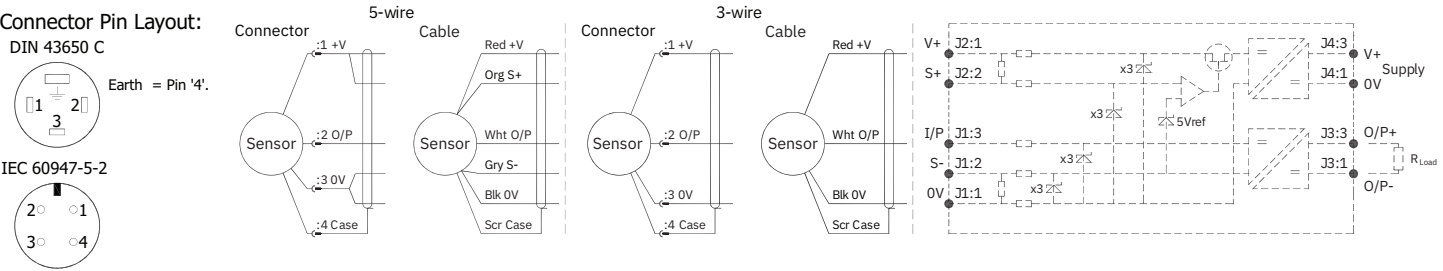 Connector Pin Layout:
DIN 43650 C
1 2
3
Earth = Pin '4'.
IEC 60947-5-2
2 1
3 4
5-wire
Connector
Cable
:1 +V
:2 O/P
:3 0V
:4 Case
Sensor
Red +V
Org S+
Wht O/P
Gry S-
Blk 0V
Scr Case
Sensor
3-wire
Connector
Cable
:1 +V
:2 O/P
:3 0V
:4 Case
Sensor
Red +V
Wht O/P
Blk 0V
Scr Case
Sensor
V+ J2:1
S+ J2:2
I/P J1:3
S- J1:2
0V J1:1
x3
x3
5Vref
x3
x3
=
=
=
=
J4:3 V+
Supply
J4:1 0V
J3:3 O/P+
RLoad
J3:1
O/P-